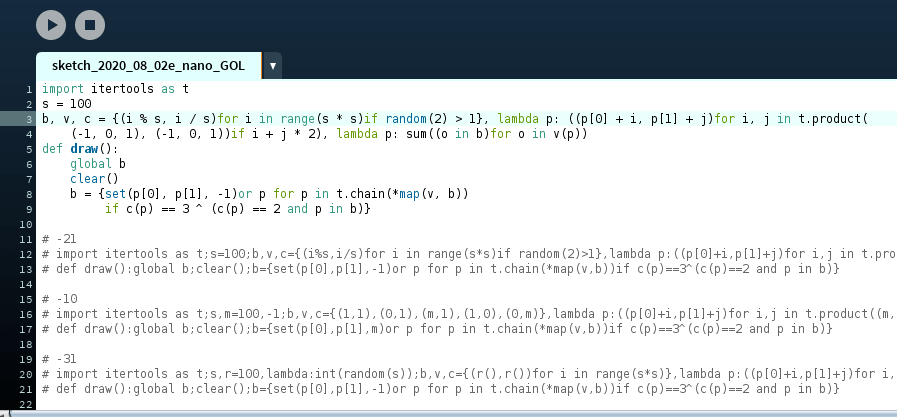 sketch_2020_08_02e_nano_GOL
1 import itertools as t
2 s = 100
3 b, v, c = {(i % s, i / s)for i in range(s * s)if random(2) > 1}, lambda p: ((p[0] + i, p[1] + j)for i, j in t.product(
4 (-1, 0, 1), (-1, 0, 1))if i + j * 2), lambda p: sum((o in b)for o in v(p))
5 def draw():
6 global b
7 clear()
8 b = {set(p[0], p[1], -1)or p for p in t.chain(*map(v, b))
9 if c(p) == 3 ^ (c(p) == 2 and p in b)}
10
11 # -21
12 # import itertools as t;s=100;b,v,c={(i%s,i/s)for i in range(s*s)if random(2)>1},lambda p:((p[0]+i,p[1]+j)for i,j in t.pro
13 # def draw():global b;clear();b={set(p[0],p[1],-1)or p for p in t.chain(*map(v,b))if c(p)==3^(c(p)==2 and p in b)}
14
15 # -10
16 # import itertools as t;s,m=100,-1;b,v,c={(1,1),(0,1),(m,1),(1,0),(0,m)},lambda p:((p[0]+i,p[1]+j)for i,j in t.product((m,
17 # def draw():global b;clear();b={set(p[0],p[1],m)or p for p in t.chain(*map(v,b))if c(p)==3^(c(p)==2 and p in b)}
18
19 # -31
20 # import itertools as t;s,r=100,lambda:int(random(s));b,v,c={(r(),r())for i in range(s*s)},lambda p:((p[0]+i,p[1]+j)for i,
21 # def draw():global b;clear();b={set(p[0],p[1],-1)or p for p in t.chain(*map(v,b))if c(p)==3^(c(p)==2 and p in b)}
22